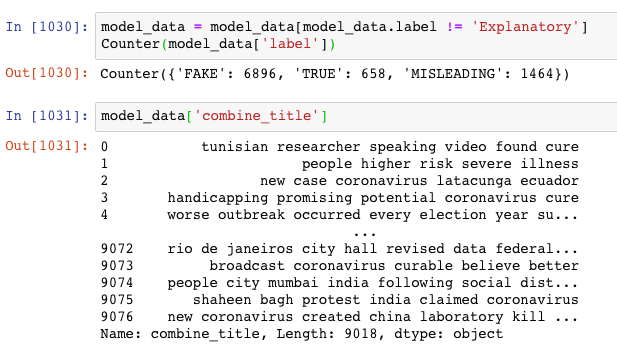 In [1030]: model_data = model_data[model_data.label != 'Explanatory']
Counter(model_data['label'])
Out[1030]: Counter({'FAKE': 6896, 'TRUE': 658, 'MISLEADING': 1464})
In [1031]: model_data['combine_title']
Out[1031]: 0 tunisian researcher speaking video found cure
1 people higher risk severe illness
2 new case coronavirus latacunga ecuador
3 handicapping promising potential coronavirus cure
4 worse outbreak occurred every election year su...
...
9072 rio de janeiros city hall revised data federal...
9073 broadcast coronavirus curable believe better
9074 people city mumbai india following social dist...
9075 shaheen bagh protest india claimed coronavirus
9076 new coronavirus created china laboratory kill ...
Name: combine_title, Length: 9018, dtype: object